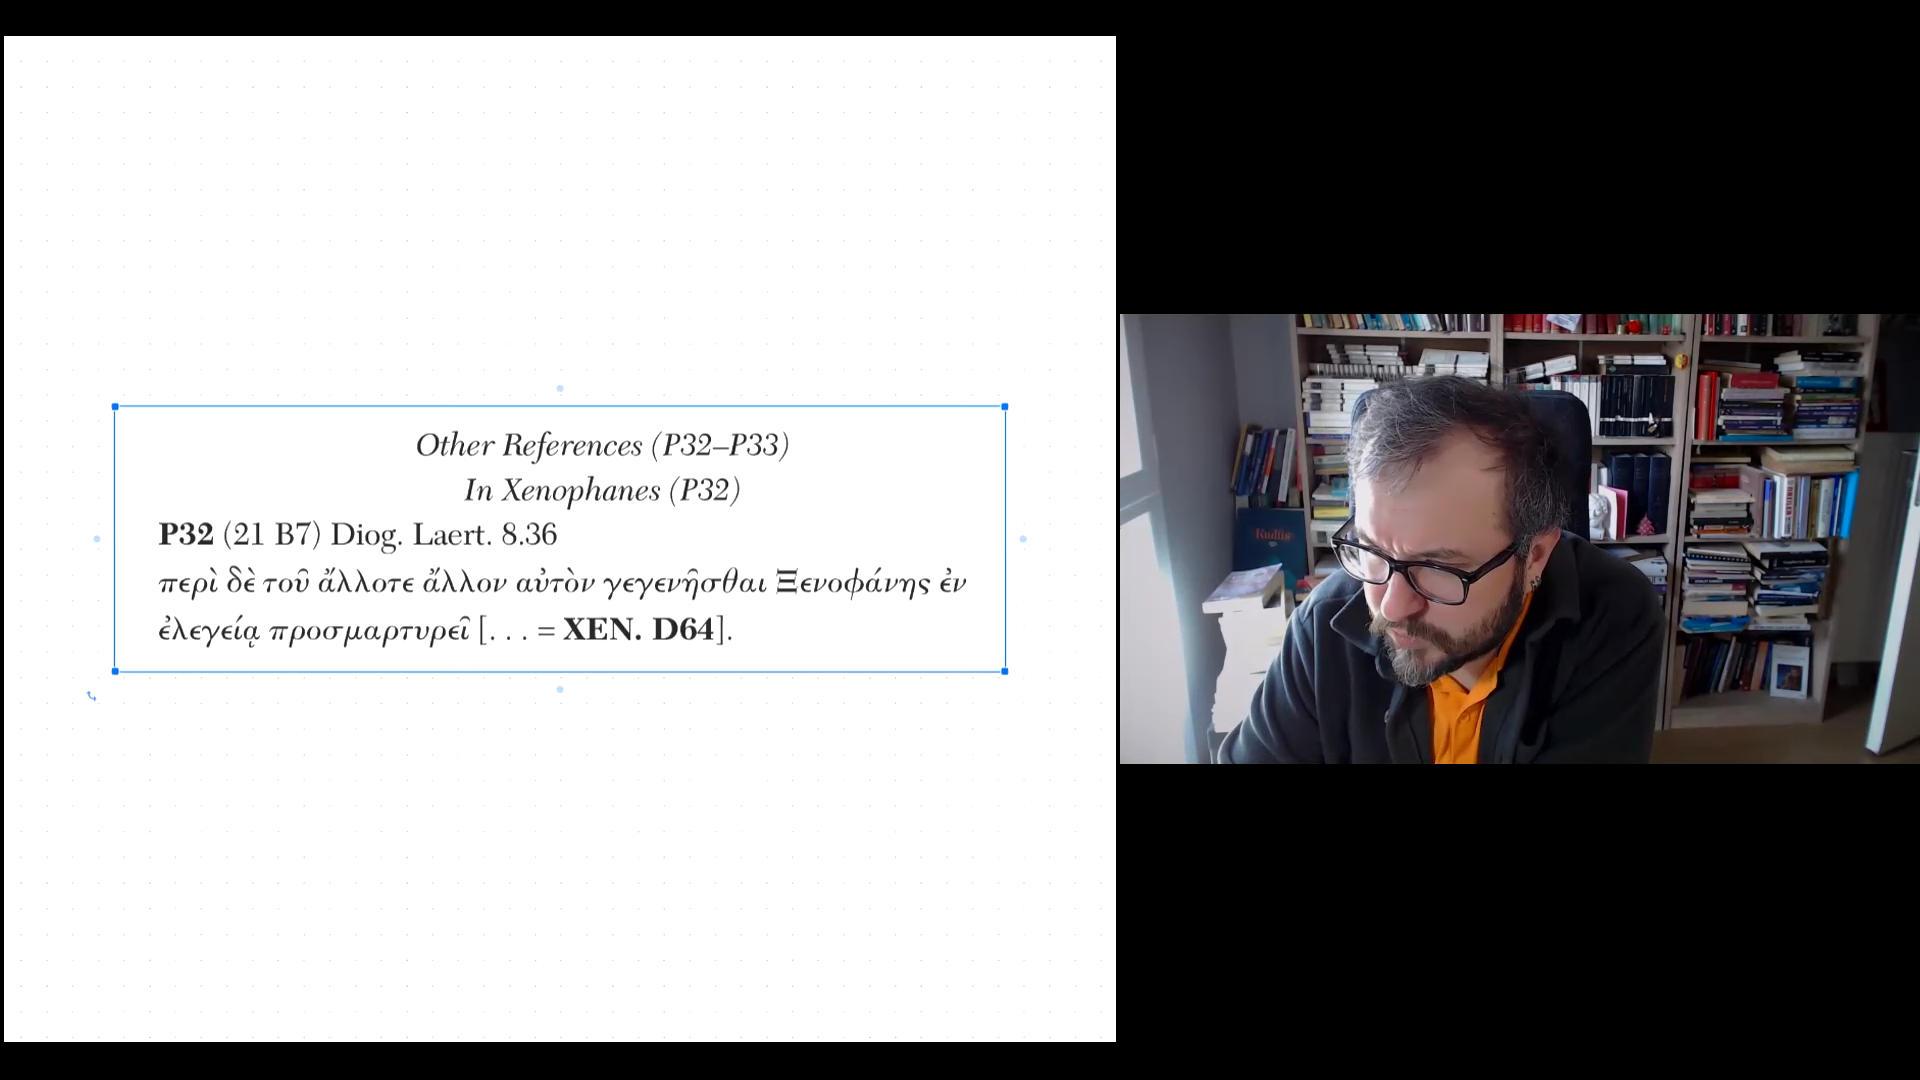 Other References (P32–P33)
In Xenophanes (P32)
P32 (21 B7) Diog. Laert. 8.36
περὶ δὲ τοῦ ἄλλοτε ἄλλον αὐτὸν γεγενῆσθαι Ξενοφάνης ἐν
ἐλεγείᾳ προσμαρτυρεῖ [. . . = XEN. D64].
Rudfis